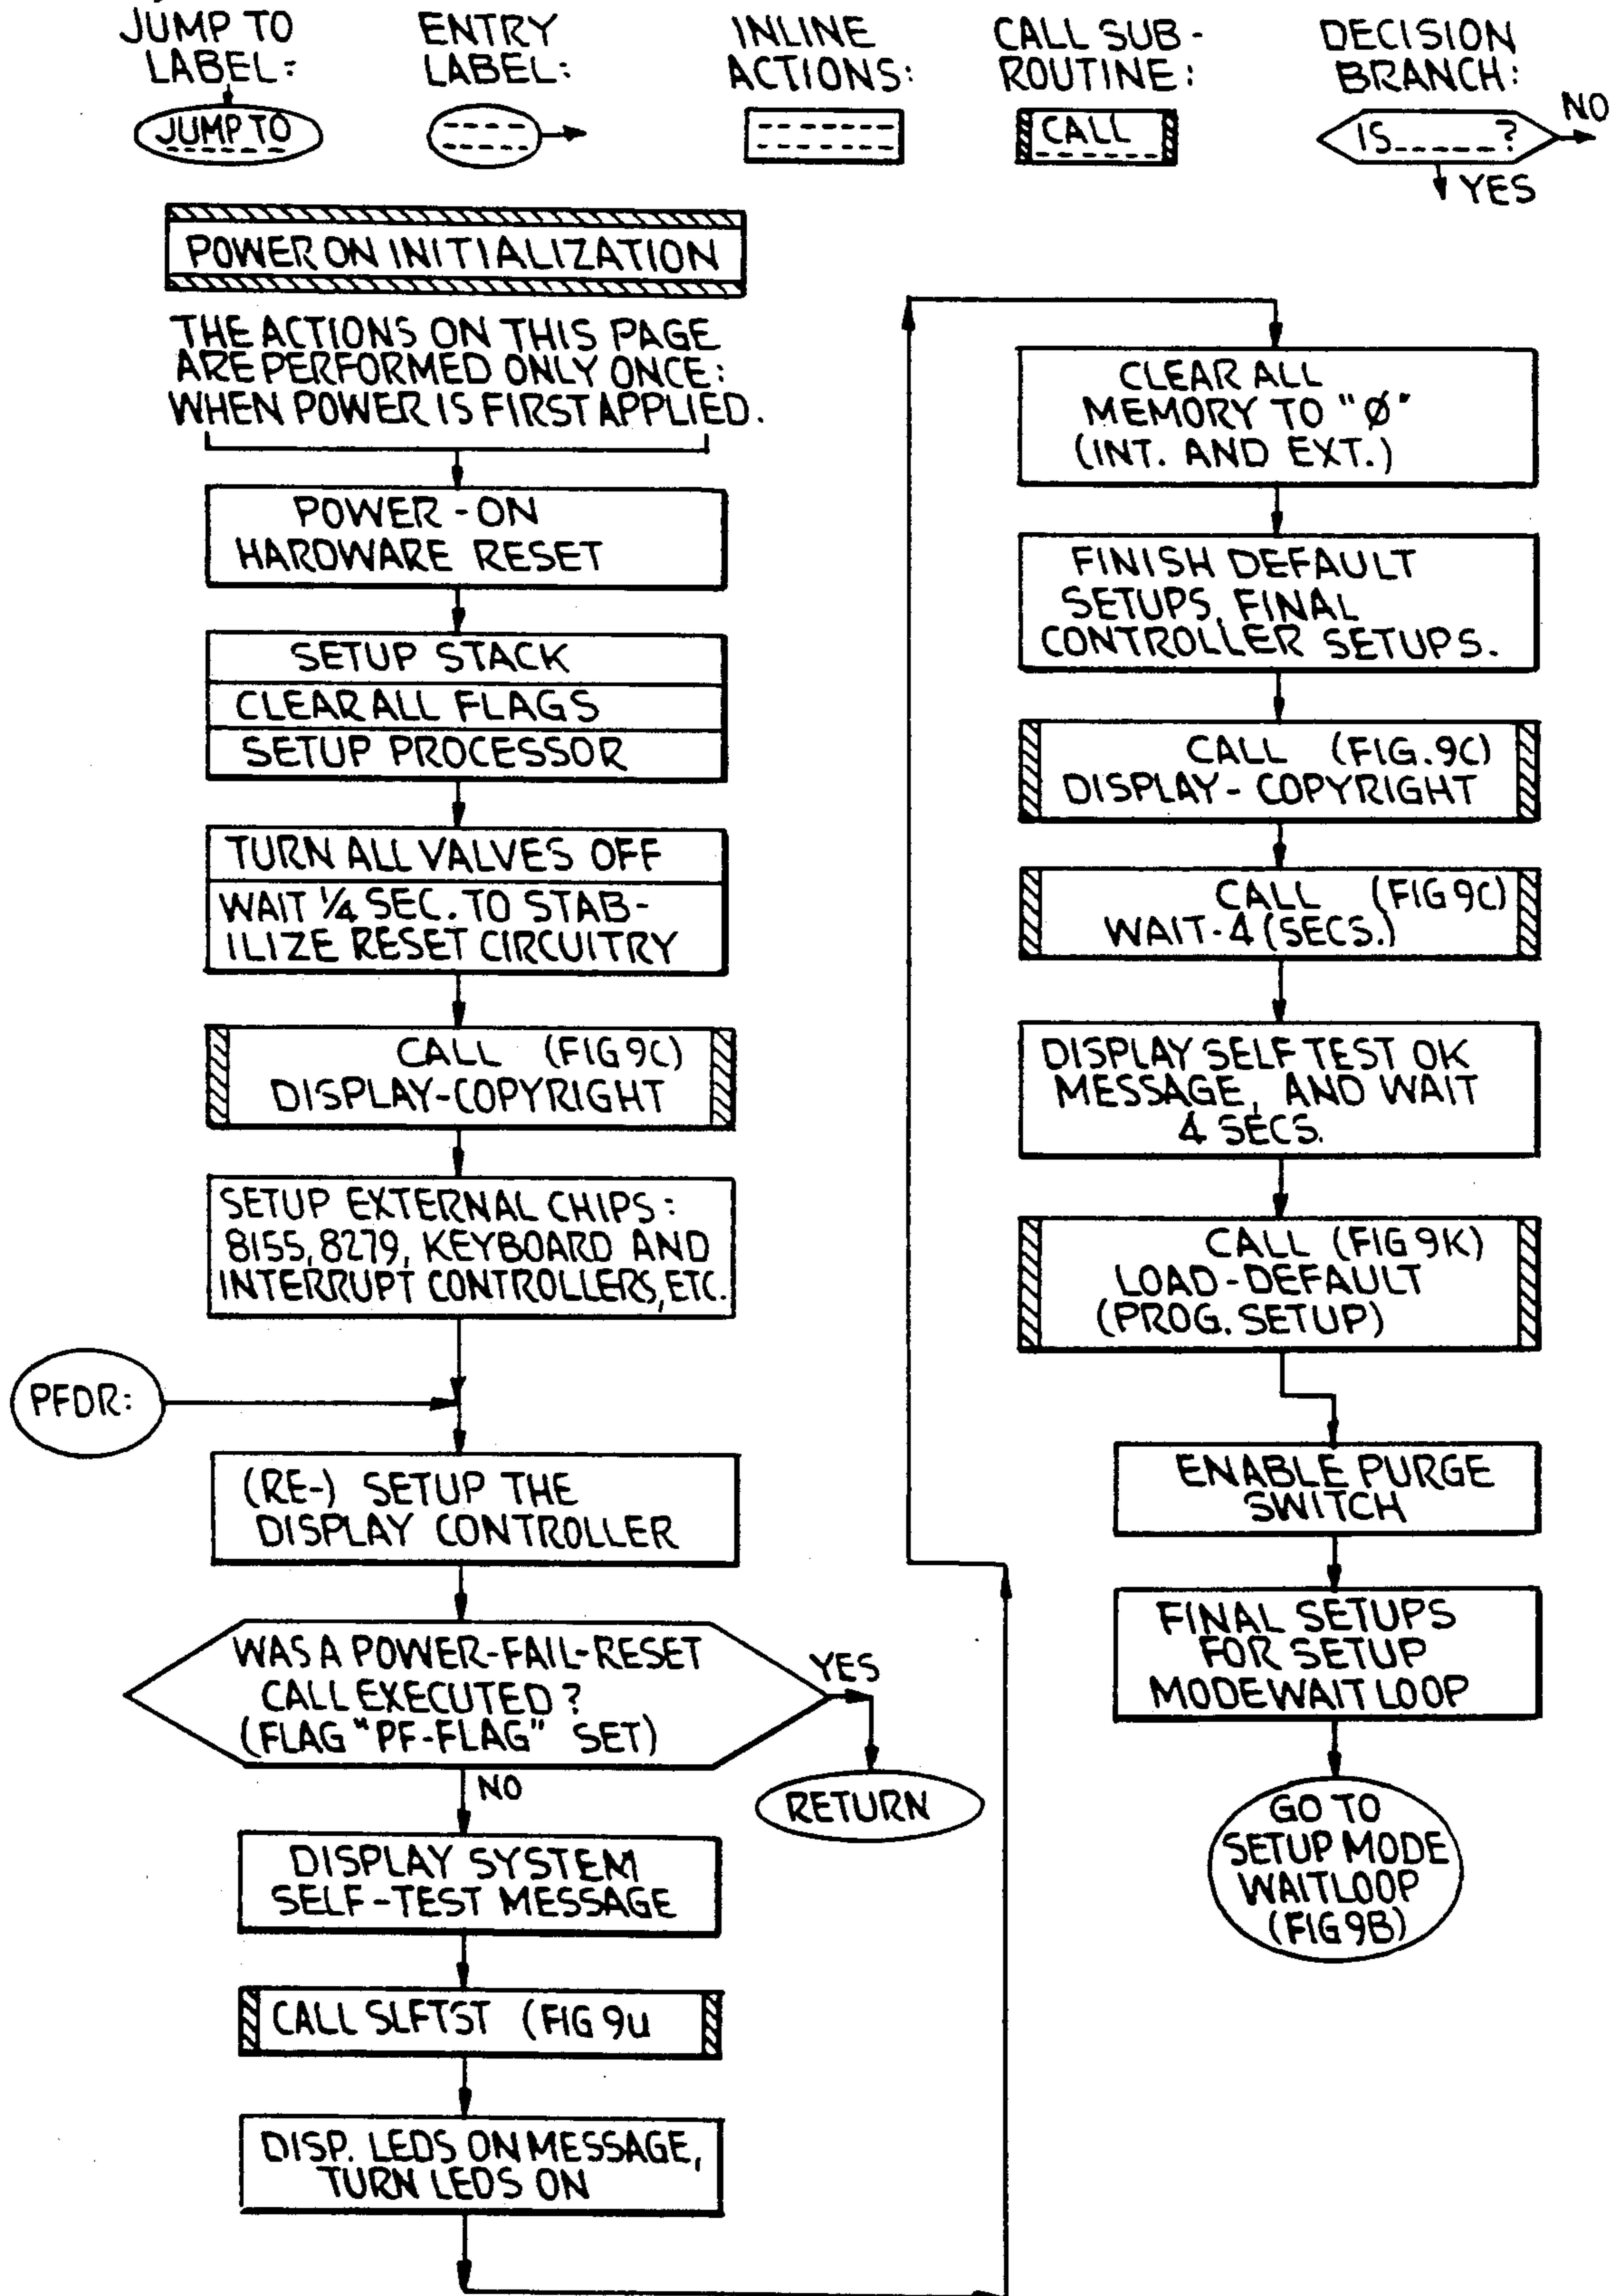 JUMP TO
LABEL:
JUMP TO
ENTRY
LABEL:
INLINE
ACTIONS:
CALL SUB-
ROUTINE:
CALL
DECISION
BRANCH:
IS_____?
NO
YES
POWER ON INITIALIZATION
THE ACTIONS ON THIS PAGE
ARE PERFORMED ONLY ONCE:
WHEN POWER IS FIRST APPLIED.
POWER-ON
HARDWARE RESET
SETUP STACK
CLEAR ALL FLAGS
SETUP PROCESSOR
TURN ALL VALVES OFF
WAIT 1/4 SEC. TO STAB-
ILIZE RESET CIRCUITRY
CALL (FIG 9C)
DISPLAY-COPYRIGHT
SETUP EXTERNAL CHIPS:
8155, 8279, KEYBOARD AND
INTERRUPT CONTROLLERS, ETC.
PFDR:
(RE-) SETUP THE
DISPLAY CONTROLLER
WAS A POWER-FAIL-RESET
CALL EXECUTED?
(FLAG "PF-FLAG" SET)
YES
RETURN
NO
DISPLAY SYSTEM
SELF-TEST MESSAGE
CALL SLFTST (FIG 9U
DISP. LEDS ON MESSAGE,
TURN LEDS ON
CLEAR ALL
MEMORY TO "Ø"
(INT. AND EXT.)
FINISH DEFAULT
SETUPS, FINAL
CONTROLLER SETUPS.
CALL (FIG. 9C)
DISPLAY-COPYRIGHT
CALL (FIG 9C)
WAIT-4 (SECS.)
DISPLAY SELF TEST OK
MESSAGE, AND WAIT
4 SECS.
CALL (FIG 9K)
LOAD-DEFAULT
(PROG. SETUP)
ENABLE PURGE
SWITCH
FINAL SETUPS
FOR SETUP
MODE WAIT LOOP
GO TO
SETUP MODE
WAITLOOP
(FIG 9B)